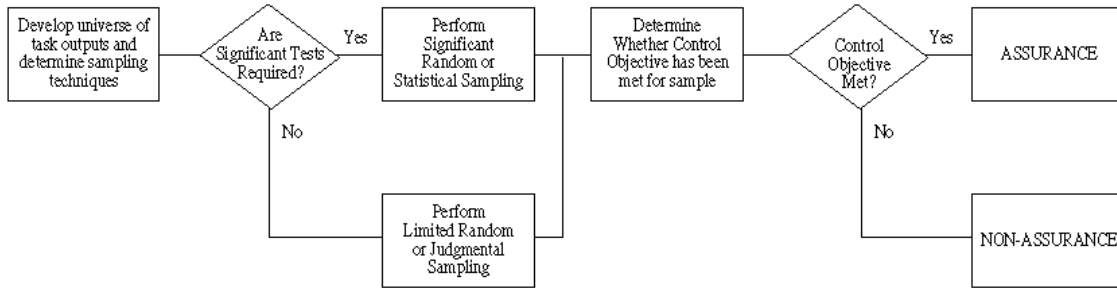 Develop universe of
task outputs and
determine sampling
techniques
Are
Significant Tests
Required?
Yes
No
Perform
Significant
Random or
Statistical Sampling
Perform
Limited Random
or Judgmental
Sampling
Determine
Whether Control
Objective has been
met for sample
Control
Objective
Met?
Yes
No
ASSURANCE
NON-ASSURANCE